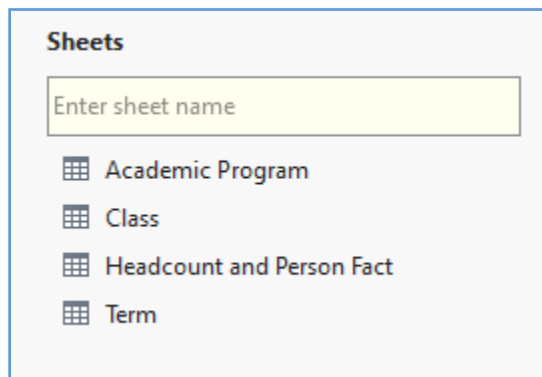 Sheets
Enter sheet name
Academic Program
Class
Headcount and Person Fact
Term